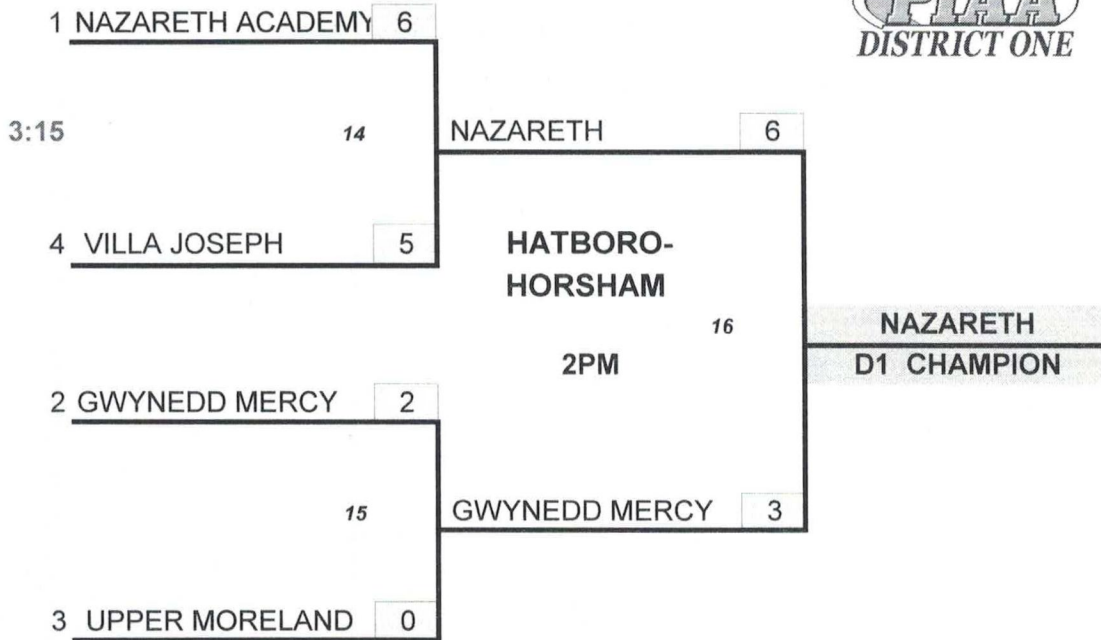 PIAA
DISTRICT ONE
1 NAZARETH ACADEMY 6
3:15
14
4 VILLA JOSEPH 5
NAZARETH 6
HATBORO-
HORSHAM
16
2PM
NAZARETH
D1 CHAMPION
2 GWYNEDD MERCY 2
15
GWYNEDD MERCY 3
3 UPPER MORELAND 0